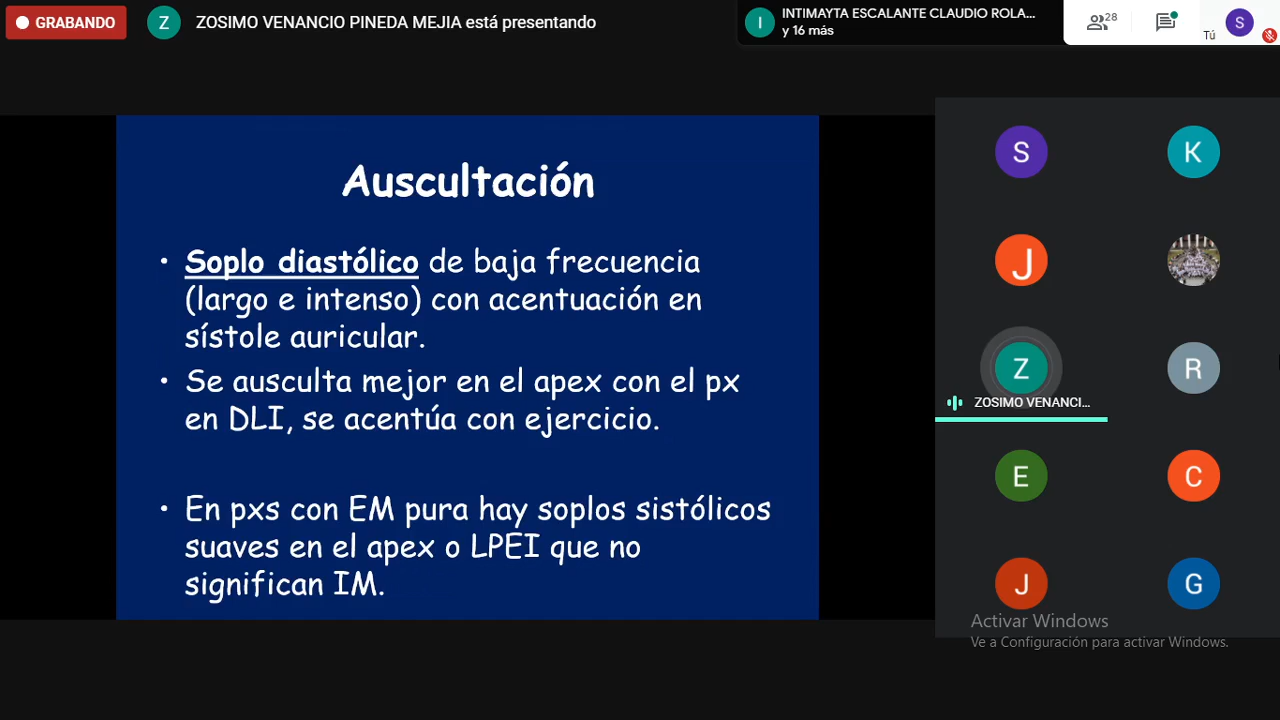 GRABANDO
Z
ZOSIMO VENANCIO PINEDA MEJIA está presentando
I
INTIMAYTA ESCALANTE CLAUDIO ROLA...
y 16 más
28
Tú
S
Auscultación
• Soplo diastólico de baja frecuencia
(largo e intenso) con acentuación en
sístole auricular.
• Se ausculta mejor en el apex con el px
en DLI, se acentúa con ejercicio.
• En pxs con EM pura hay soplos sistólicos
suaves en el apex o LPEI que no
significan IM.
S
K
J
Z
R
ZOSIMO VENANCI...
E
C
J
G
Activar Windows
Ve a Configuración para activar Windows.